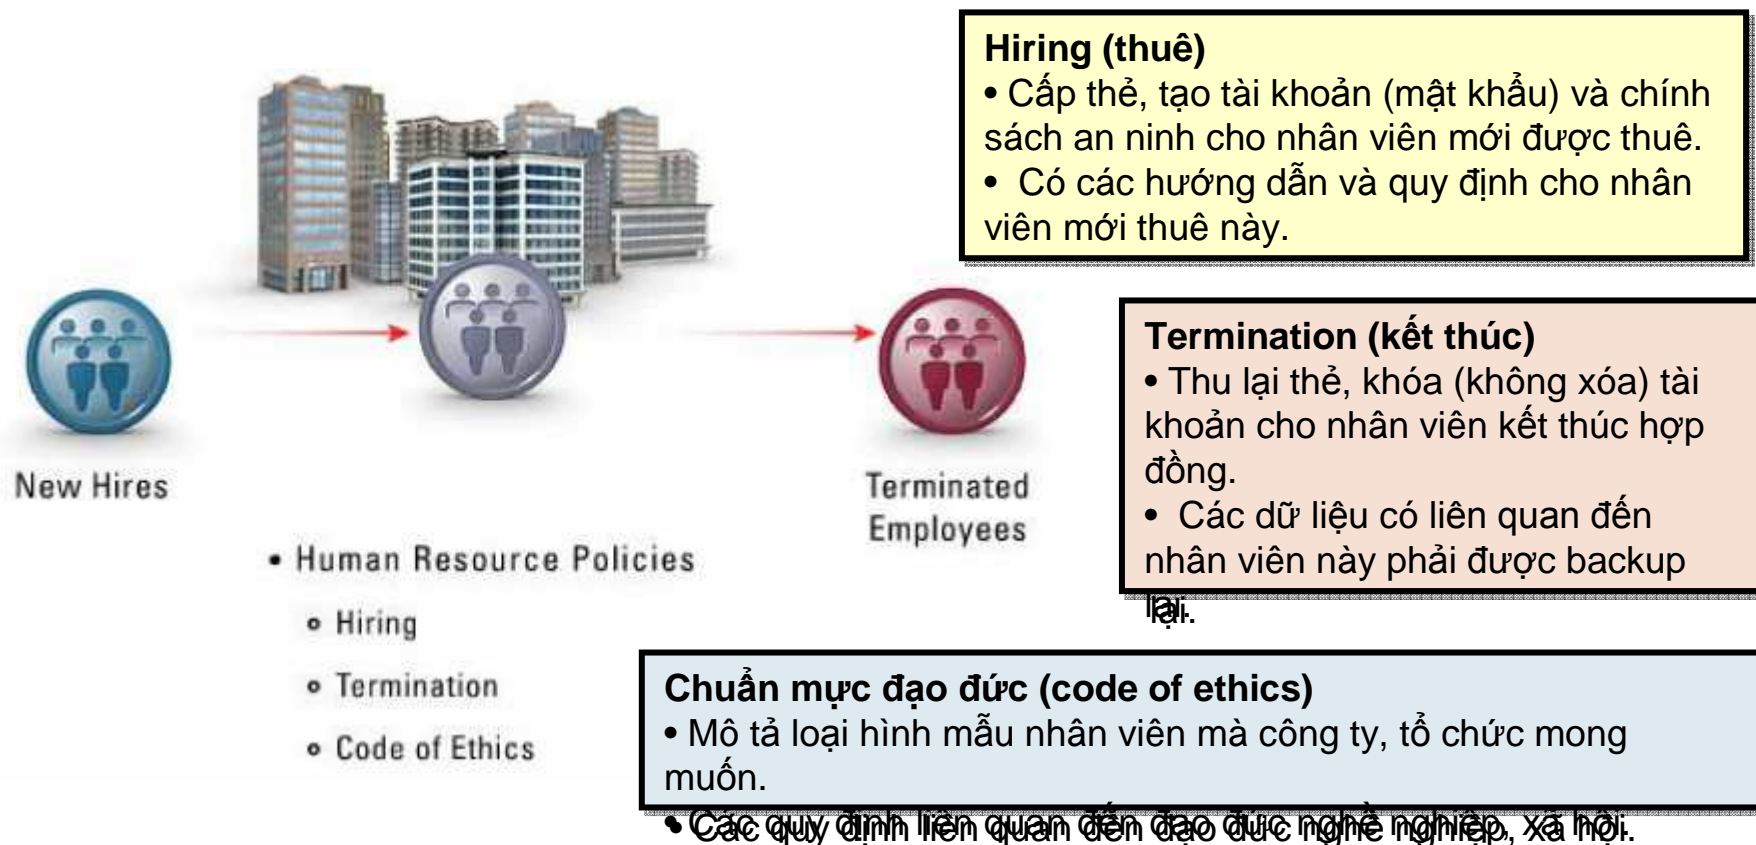 Hiring (thuê)
• Cấp thẻ, tạo tài khoản (mật khẩu) và chính
sách an ninh cho nhân viên mới được thuê.
• Có các hướng dẫn và quy định cho nhân
viên mới thuê này.
Termination (kết thúc)
• Thu lại thẻ, khóa (không xóa) tài
khoản cho nhân viên kết thúc hợp
đồng.
• Các dữ liệu có liên quan đến
nhân viên này phải được backup
lại.
New Hires
Terminated
Employees
• Human Resource Policies
Hiring
Termination
Code of Ethics
Chuẩn mực đạo đức (code of ethics)
• Mô tả loại hình mẫu nhân viên mà công ty, tổ chức mong
muốn.
• Các quy định liên quan đến đạo đức nghề nghiệp, xã hội.